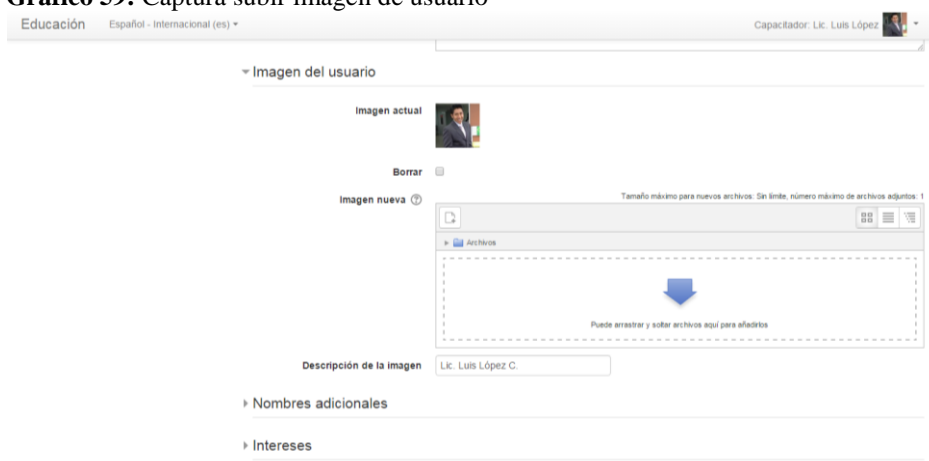 Gráfico 39: Captura subir imagen de usuario
Educación Español - Internacional (es) Capacitador: Lic. Luis López
Imagen del usuario
Imagen actual
Borrar
Imagen nueva
Tamaño máximo para nuevos archivos: Sin límite, número máximo de archivos adjuntos: 1
Archivos
Puede arrastrar y soltar archivos aquí para añadirlos
Descripción de la imagen Lic. Luis López C.
Nombres adicionales
Intereses